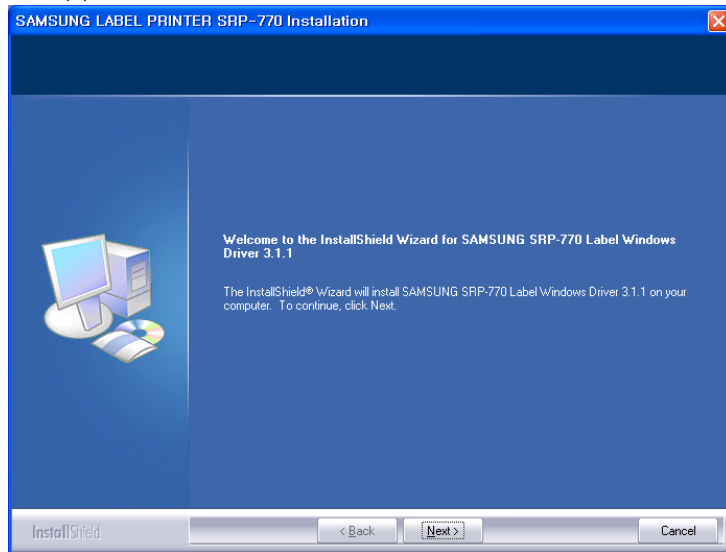 SAMSUNG LABEL PRINTER SRP-770 Installation
Welcome to the InstallShield Wizard for SAMSUNG SRP-770 Label Windows
Driver 3.1.1
The InstallShield® Wizard will install SAMSUNG SRP-770 Label Windows Driver 3.1.1 on your
computer. To continue, click Next.
InstallShield
< Back
Next >
Cancel